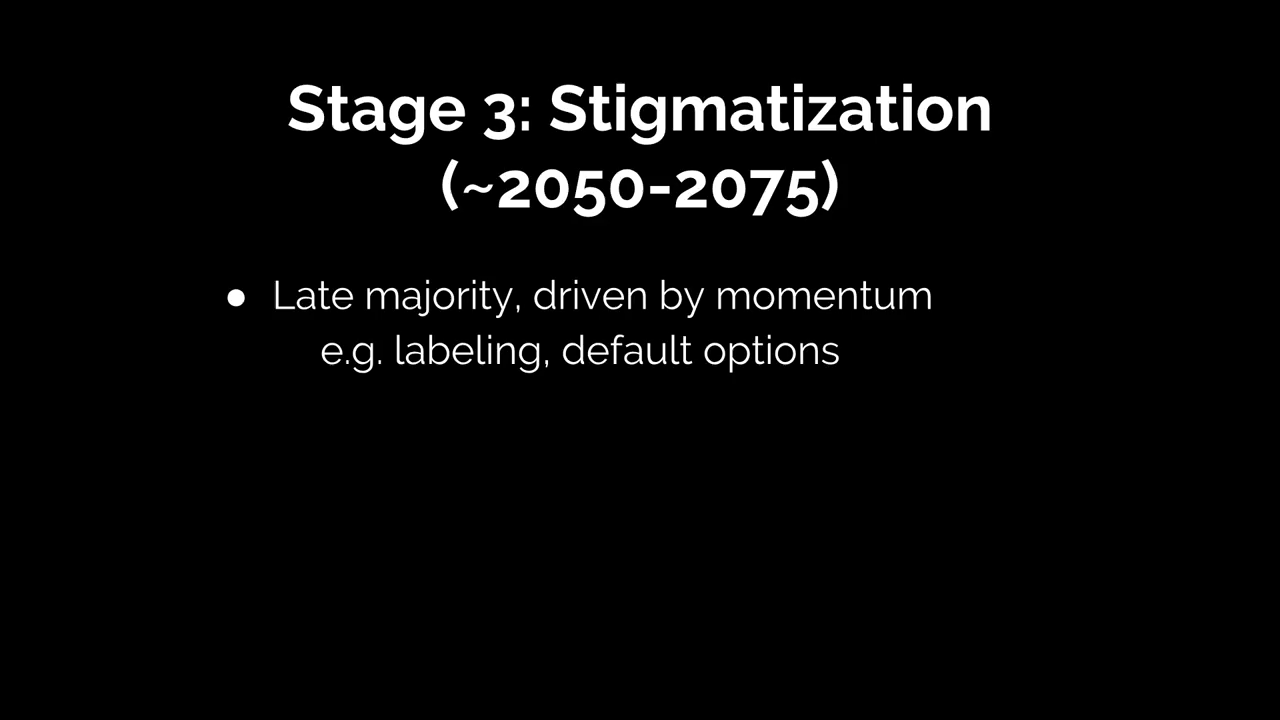 Stage 3: Stigmatization
(~2050-2075)
● Late majority, driven by momentum
e.g. labeling, default options